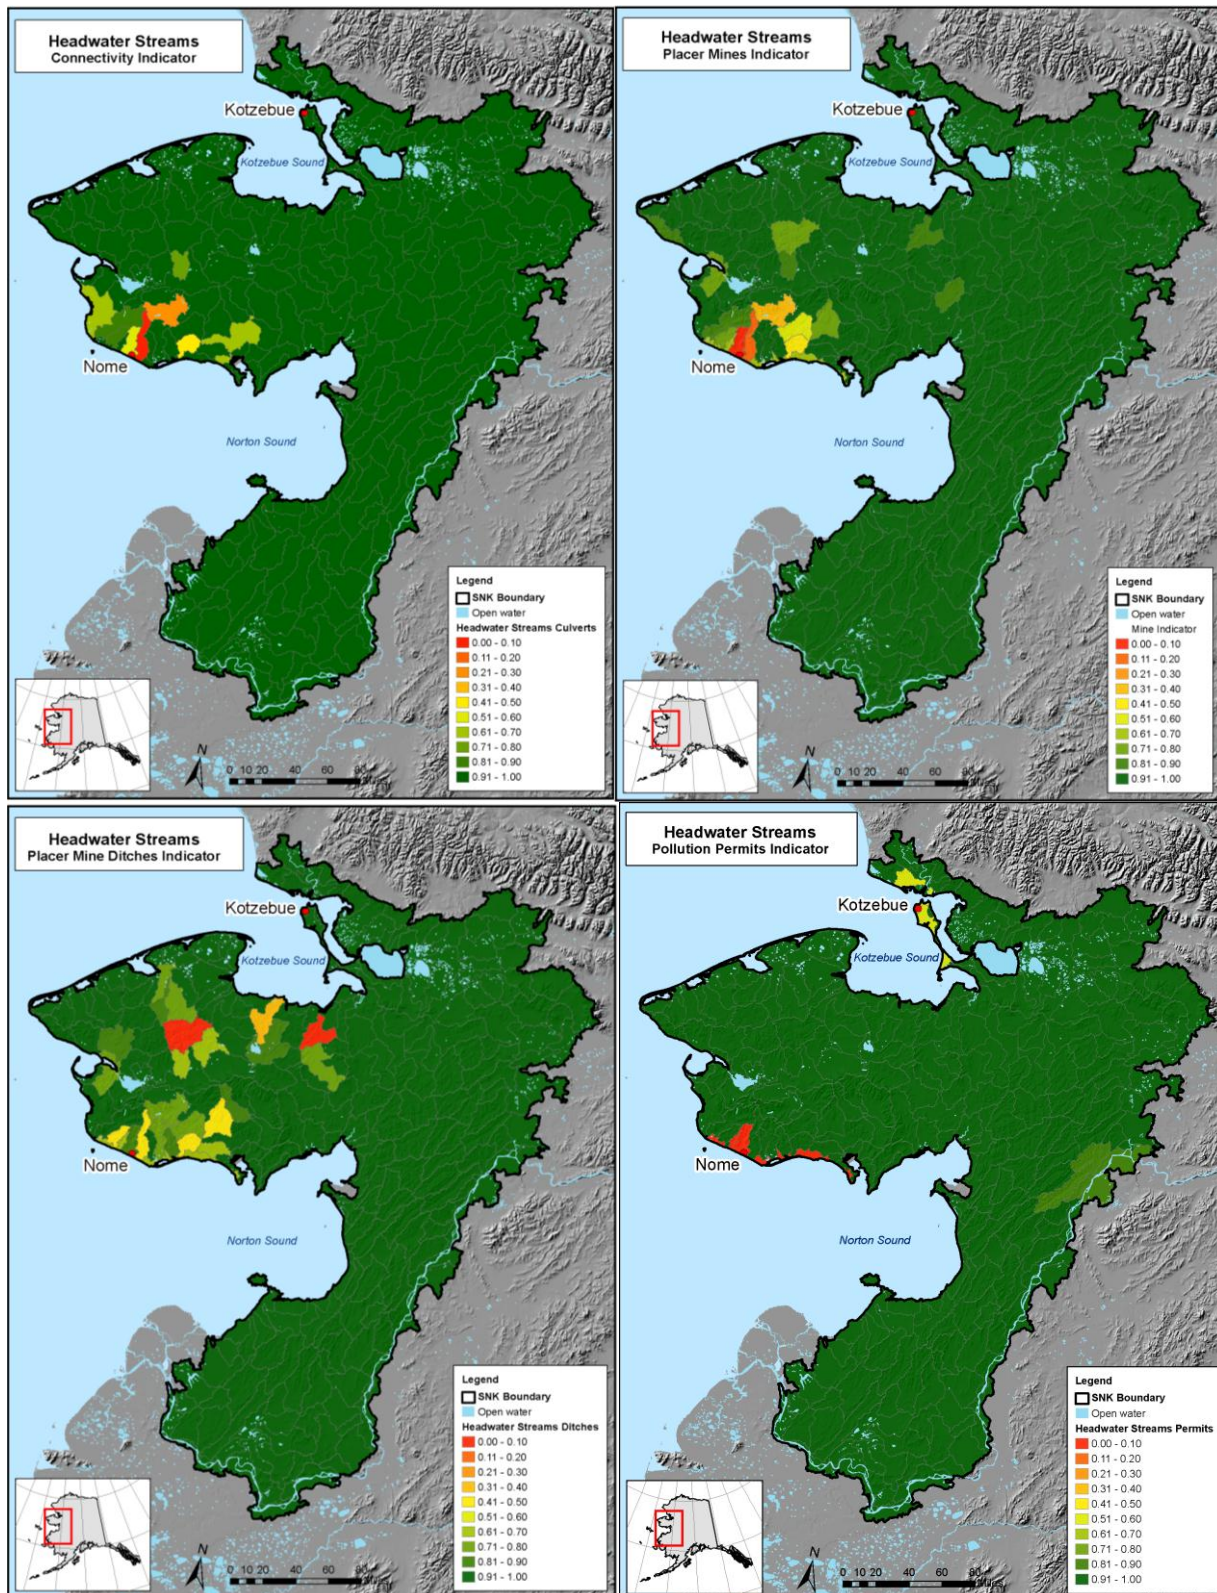 Headwater Streams
Connectivity Indicator
Kotzebue
Kotzebue Sound
Nome
Norton Sound
Legend
SNK Boundary
Open water
Headwater Streams Culverts
0.00 - 0.10
0.11 - 0.20
0.21 - 0.30
0.31 - 0.40
0.41 - 0.50
0.51 - 0.60
0.61 - 0.70
0.71 - 0.80
0.81 - 0.90
0.91 - 1.00
N
0 10 20 40 60 80
Headwater Streams
Placer Mines Indicator
Kotzebue
Kotzebue Sound
Nome
Norton Sound
Legend
SNK Boundary
Open water
Mine Indicator
0.00 - 0.10
0.11 - 0.20
0.21 - 0.30
0.31 - 0.40
0.41 - 0.50
0.51 - 0.60
0.61 - 0.70
0.71 - 0.80
0.81 - 0.90
0.91 - 1.00
N
0 10 20 40 60 80
Headwater Streams
Placer Mine Ditches Indicator
Kotzebue
Kotzebue Sound
Nome
Norton Sound
Legend
SNK Boundary
Open water
Headwater Streams Ditches
0.00 - 0.10
0.11 - 0.20
0.21 - 0.30
0.31 - 0.40
0.41 - 0.50
0.51 - 0.60
0.61 - 0.70
0.71 - 0.80
0.81 - 0.90
0.91 - 1.00
N
0 10 20 40 60 80
Headwater Streams
Pollution Permits Indicator
Kotzebue
Kotzebue Sound
Nome
Norton Sound
Legend
SNK Boundary
Open water
Headwater Streams Permits
0.00 - 0.10
0.11 - 0.20
0.21 - 0.30
0.31 - 0.40
0.41 - 0.50
0.51 - 0.60
0.61 - 0.70
0.71 - 0.80
0.81 - 0.90
0.91 - 1.00
N
0 10 20 40 60 80